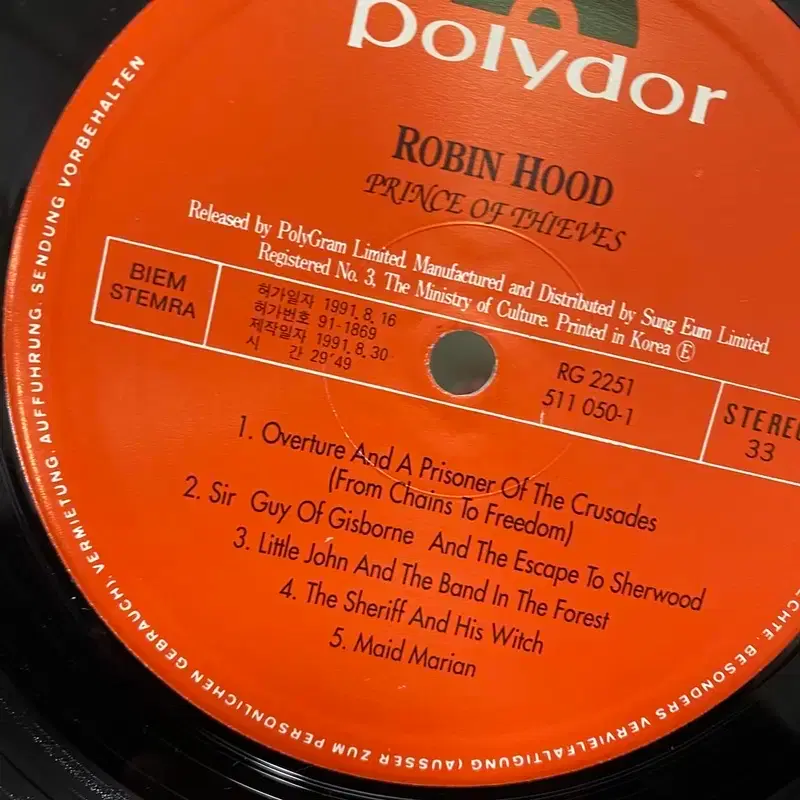 polydor
ROBIN HOOD
PRINCE OF THIEVES
Released by PolyGram Limited. Manufactured and Distributed by Sung Eum Limited.
Registered No. 3, The Ministry of Culture. Printed in Korea Ⓔ
BIEM
STEMRA
허가일자 1991. 8. 16
허가번호 91-1869
제작일자 1991. 8. 30
시 간 29'49
RG 2251
511 050-1
STEREO
33
1. Overture And A Prisoner Of The Crusades
(From Chains To Freedom)
2. Sir Guy Of Gisborne And The Escape To Sherwood
3. Little John And The Band In The Forest
4. The Sheriff And His Witch
5. Maid Marian
ECHTE. BESONDERS VERVIELFÄLTIGUNG (AUSSER ZUM PERSÖNLICHEN GEBRAUCH), VERMIETUNG, AUFFÜHRUNG, SENDUNG VORBEHALTEN